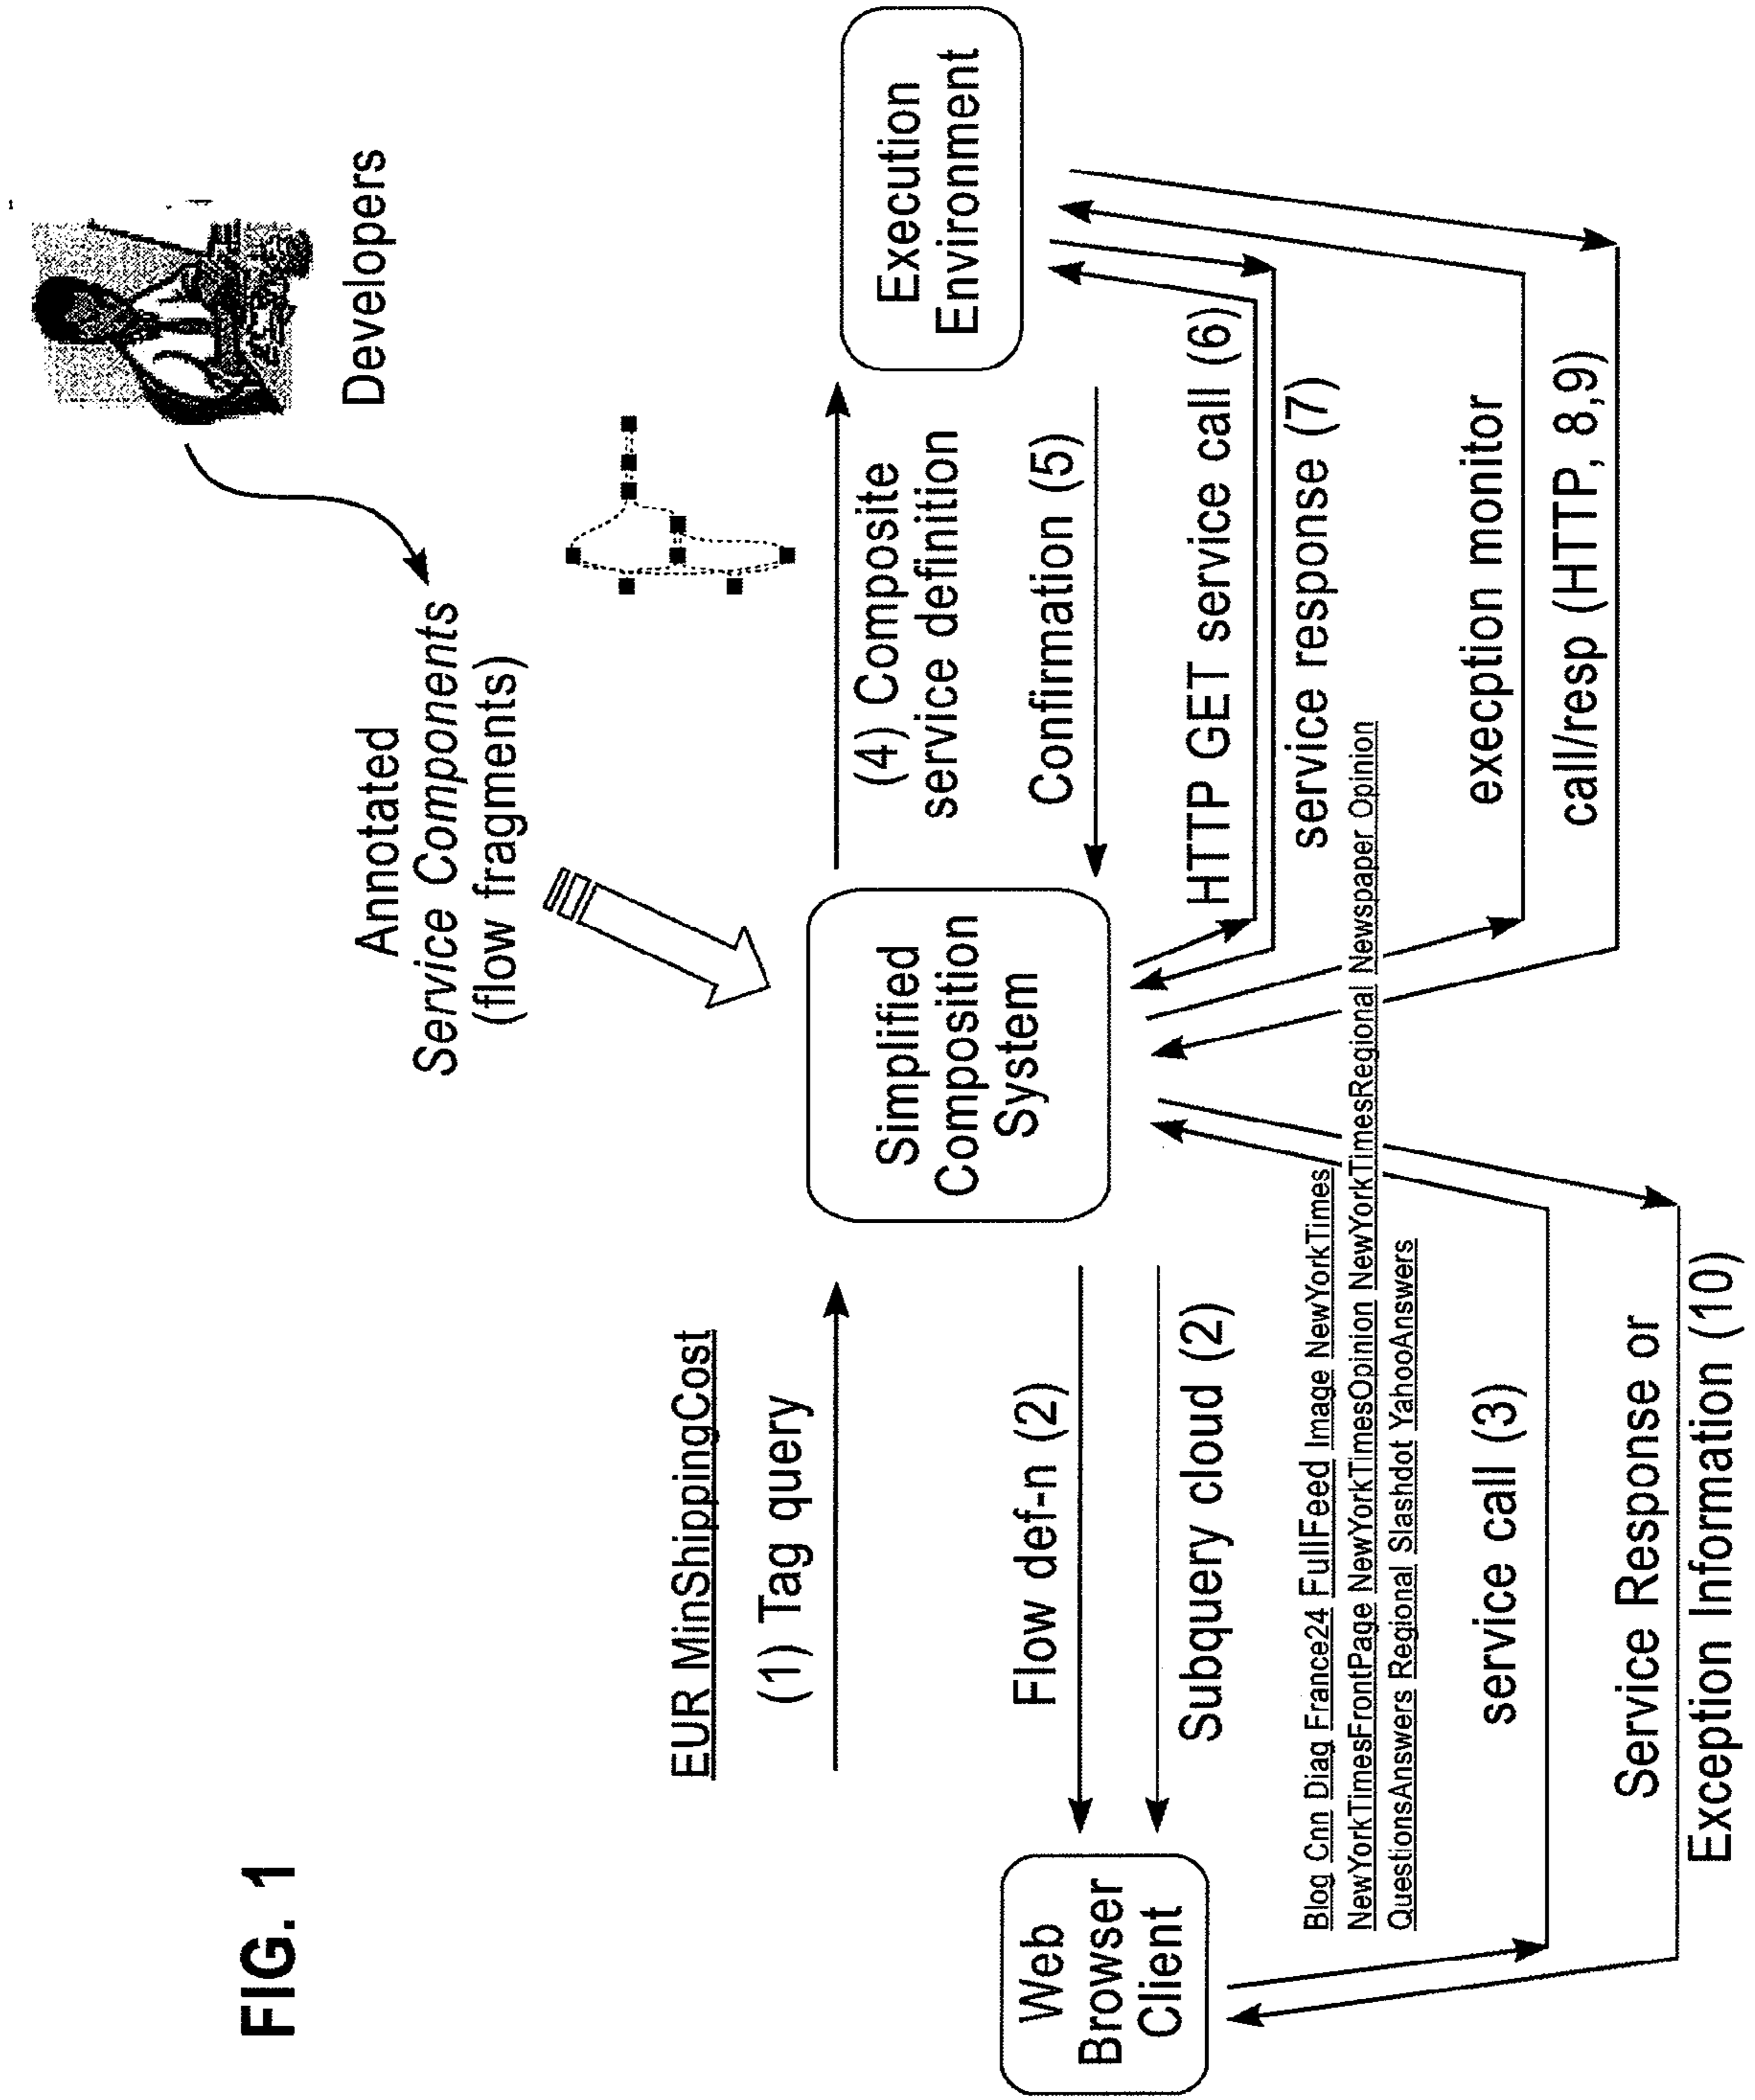 FIG. 1
Developers
Annotated
Service Components
(flow fragments)
EUR MinShippingCost
(1) Tag query
(4) Composite
service definition
Web
Browser
Client
Simplified
Composition
System
Execution
Environment
Flow def-n (2)
Confirmation (5)
Subquery cloud (2)
HTTP GET service call (6)
service response (7)
Blog Cnn Diag France24 FullFeed Image NewYorkTimes
NewYorkTimesFrontPage NewYorkTimesOpinion NewYorkTimesRegional Newspaper Opinion
QuestionsAnswers Regional Slashdot YahooAnswers
service call (3)
execption monitor
call/resp (HTTP, 8,9)
Service Response or
Exception Information (10)